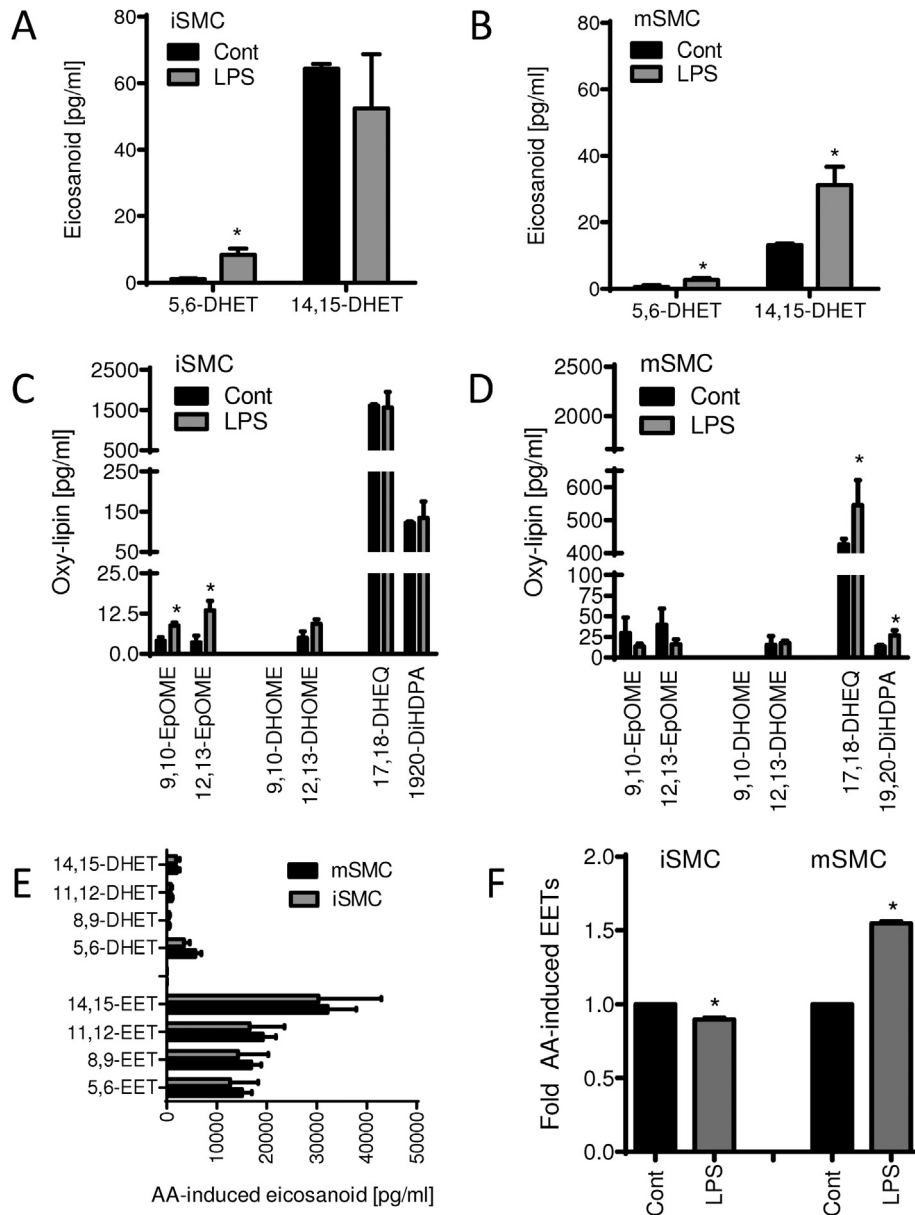 A
iSMC
Cont
LPS
Eicosanoid [pg/ml]
80
60
40
20
0
*
5,6-DHET
14,15-DHET
B
mSMC
Cont
LPS
Eicosanoid [pg/ml]
80
60
40
20
0
*
*
5,6-DHET
14,15-DHET
C
iSMC
Cont
LPS
Oxy-lipin [pg/ml]
2500
1500
500
250
150
50
25.0
12.5
0.0
*
*
9,10-EpOME
12,13-EpOME
9,10-DHOME
12,13-DHOME
17,18-DHEQ
1920-DiHDPA
D
mSMC
Cont
LPS
Oxy-lipin [pg/ml]
2500
2000
600
500
400
100
75
50
25
0
*
*
9,10-EpOME
12,13-EpOME
9,10-DHOME
12,13-DHOME
17,18-DHEQ
19,20-DiHDPA
E
mSMC
iSMC
14,15-DHET
11,12-DHET
8,9-DHET
5,6-DHET
14,15-EET
11,12-EET
8,9-EET
5,6-EET
0
10000
20000
30000
40000
50000
AA-induced eicosanoid [pg/ml]
F
iSMC
mSMC
Fold AA-induced EETs
2.0
1.5
1.0
0.5
0.0
*
*
Cont
LPS
Cont
LPS